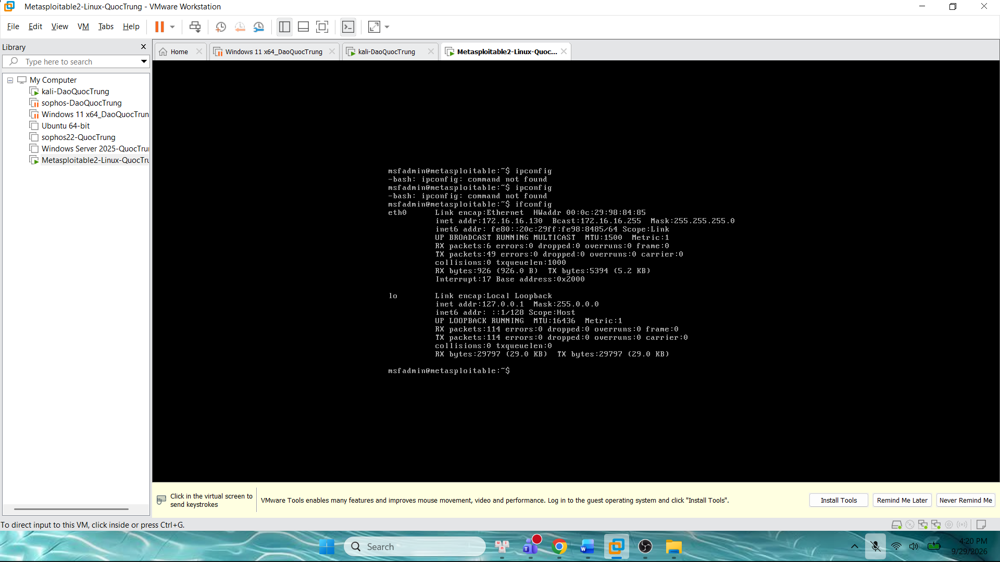 Metasploitable2-Linux-QuocTrung - VMware Workstation
File Edit View VM Tabs Help
Library
Type here to search
My Computer
kali-DaoQuocTrung
sophos-DaoQuocTrung
Windows 11 x64_DaoQuocTrun
Ubuntu 64-bit
sophos22-QuocTrung
Windows Server 2025-QuocTru
Metasploitable2-Linux-QuocTru
Home
Windows 11 x64_DaoQuocTrung
kali-DaoQuocTrung
Metasploitable2-Linux-Quoc...
msfadmin@metasploitable:~$ ipconfig
-bash: ipconfig: command not found
msfadmin@metasploitable:~$ ipconfig
-bash: ipconfig: command not found
msfadmin@metasploitable:~$ ifconfig
eth0 Link encap:Ethernet HWaddr 00:0c:29:98:84:85
inet addr:172.16.16.130 Bcast:172.16.16.255 Mask:255.255.255.0
inet6 addr: fe80::20c:29ff:fe98:8485/64 Scope:Link
UP BROADCAST RUNNING MULTICAST MTU:1500 Metric:1
RX packets:6 errors:0 dropped:0 overruns:0 frame:0
TX packets:49 errors:0 dropped:0 overruns:0 carrier:0
collisions:0 txqueuelen:1000
RX bytes:926 (926.0 B) TX bytes:5394 (5.2 KB)
Interrupt:17 Base address:0x2000
lo Link encap:Local Loopback
inet addr:127.0.0.1 Mask:255.0.0.0
inet6 addr: ::1/128 Scope:Host
UP LOOPBACK RUNNING MTU:16436 Metric:1
RX packets:114 errors:0 dropped:0 overruns:0 frame:0
TX packets:114 errors:0 dropped:0 overruns:0 carrier:0
collisions:0 txqueuelen:0
RX bytes:29797 (29.0 KB) TX bytes:29797 (29.0 KB)
msfadmin@metasploitable:~$
Click in the virtual screen to
send keystrokes
VMware Tools enables many features and improves mouse movement, video and performance. Log in to the guest operating system and click "Install Tools".
Install Tools
Remind Me Later
Never Remind Me
To direct input to this VM, click inside or press Ctrl+G.
Search
4:20 PM
9/29/2026